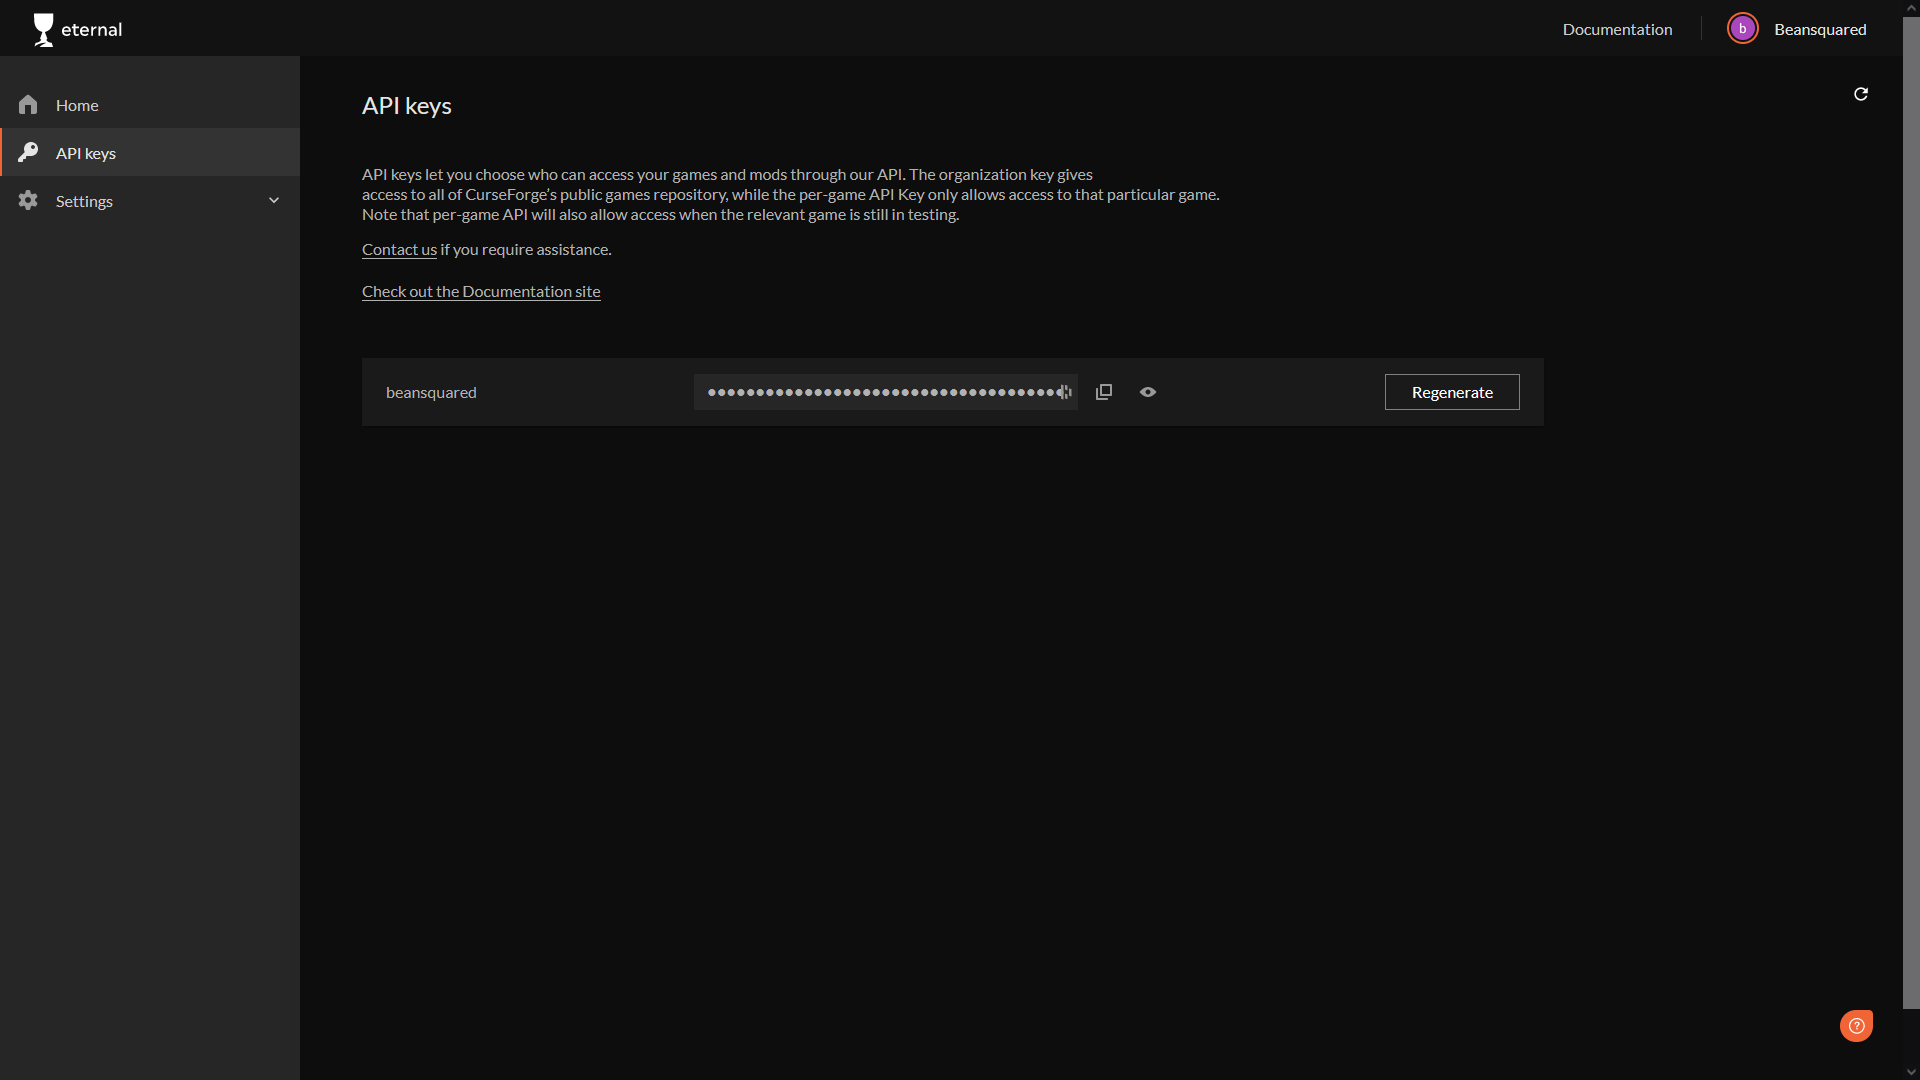 eternal
Documentation
b
Beansquared
Home
API keys
Settings
API keys
API keys let you choose who can access your games and mods through our API. The organization key gives
access to all of CurseForge’s public games repository, while the per-game API Key only allows access to that particular game.
Note that per-game API will also allow access when the relevant game is still in testing.
Contact us if you require assistance.
Check out the Documentation site
beansquared
Regenerate